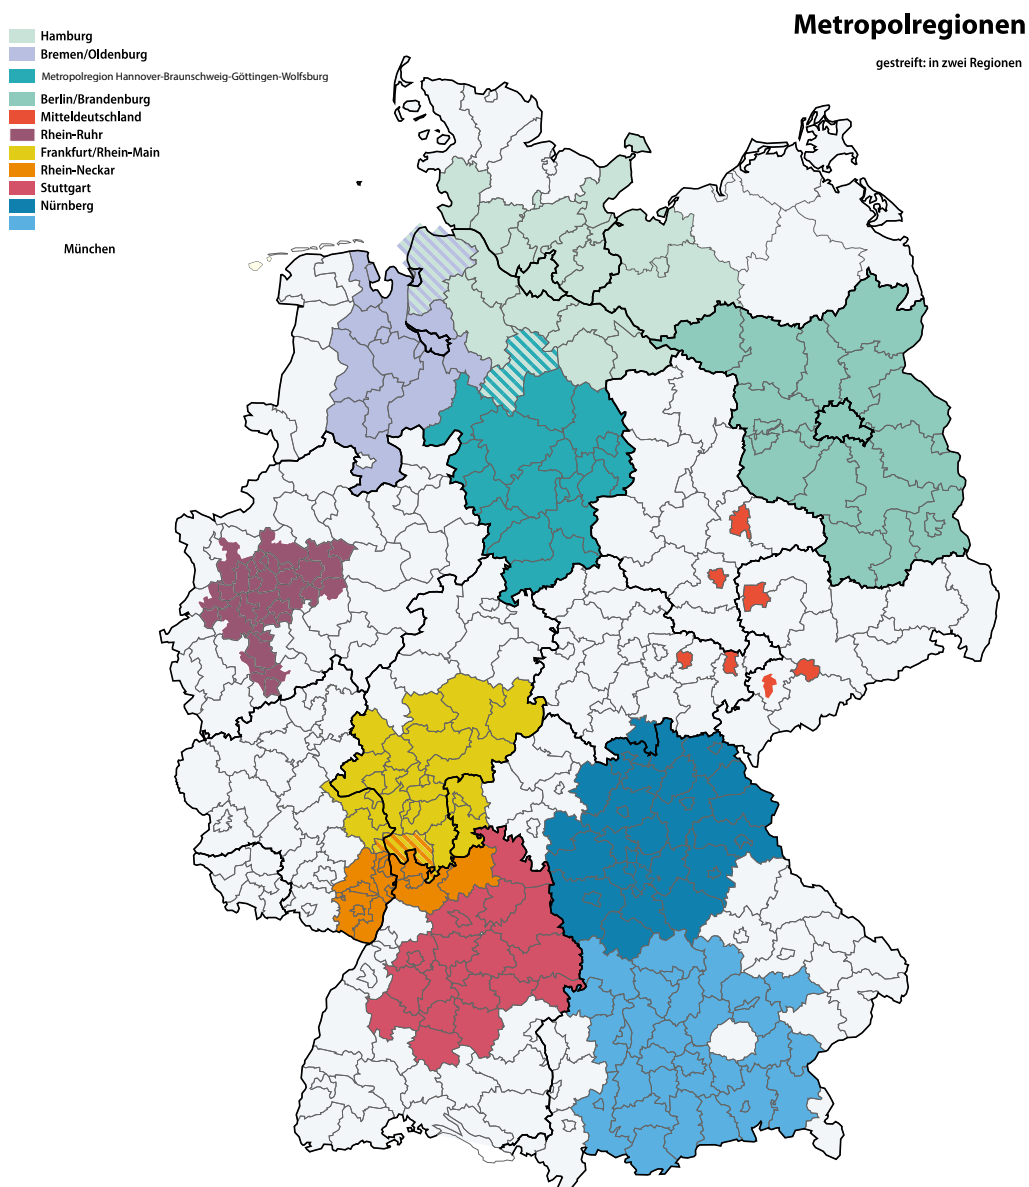 Metropolregionen
gestreift: in zwei Regionen
Hamburg
Bremen/Oldenburg
Metropolregion Hannover-Braunschweig-Göttingen-Wolfsburg
Berlin/Brandenburg
Mitteldeutschland
Rhein-Ruhr
Frankfurt/Rhein-Main
Rhein-Neckar
Stuttgart
Nürnberg
München